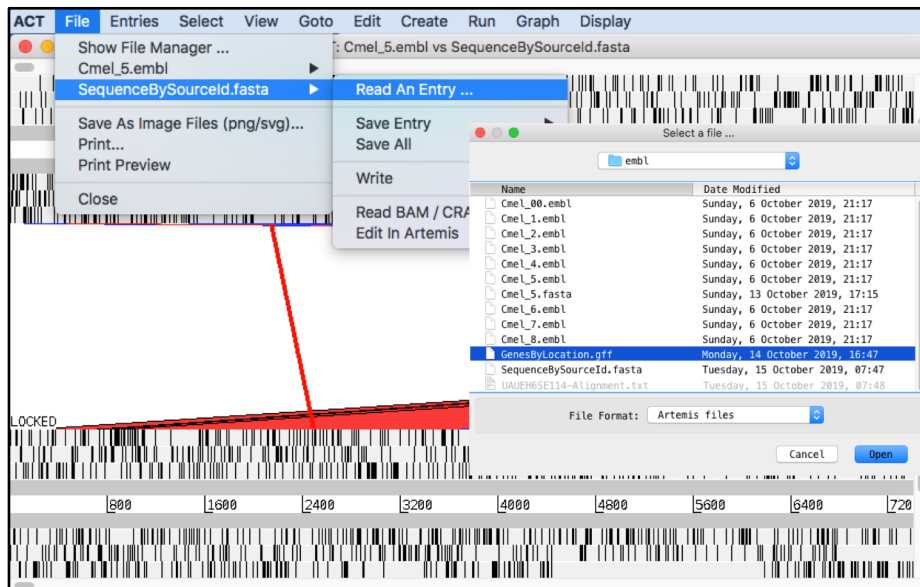 ACT File Entries Select View Goto Edit Create Run Graph Display
: Cmel_5.embl vs SequenceBySourceId.fasta
Show File Manager ...
Cmel_5.embl
SequenceBySourceId.fasta
Save As Image Files (png/svg)...
Print...
Print Preview
Close
Read An Entry ...
Save Entry
Save All
Write
Read BAM / CRA
Edit In Artemis
Select a file ...
embl
Name Date Modified
Cmel_00.embl Sunday, 6 October 2019, 21:17
Cmel_1.embl Sunday, 6 October 2019, 21:17
Cmel_2.embl Sunday, 6 October 2019, 21:17
Cmel_3.embl Sunday, 6 October 2019, 21:17
Cmel_4.embl Sunday, 6 October 2019, 21:17
Cmel_5.embl Sunday, 6 October 2019, 21:17
Cmel_5.fasta Sunday, 13 October 2019, 17:15
Cmel_6.embl Sunday, 6 October 2019, 21:17
Cmel_7.embl Sunday, 6 October 2019, 21:17
Cmel_8.embl Sunday, 6 October 2019, 21:17
GenesByLocation.gff Monday, 14 October 2019, 16:47
SequenceBySourceId.fasta Tuesday, 15 October 2019, 07:47
UAUEH6SE114-Alignment.txt Tuesday, 15 October 2019, 07:48
File Format: Artemis files
Cancel Open
LOCKED
800 1600 2400 3200 4000 4800 5600 6400 720